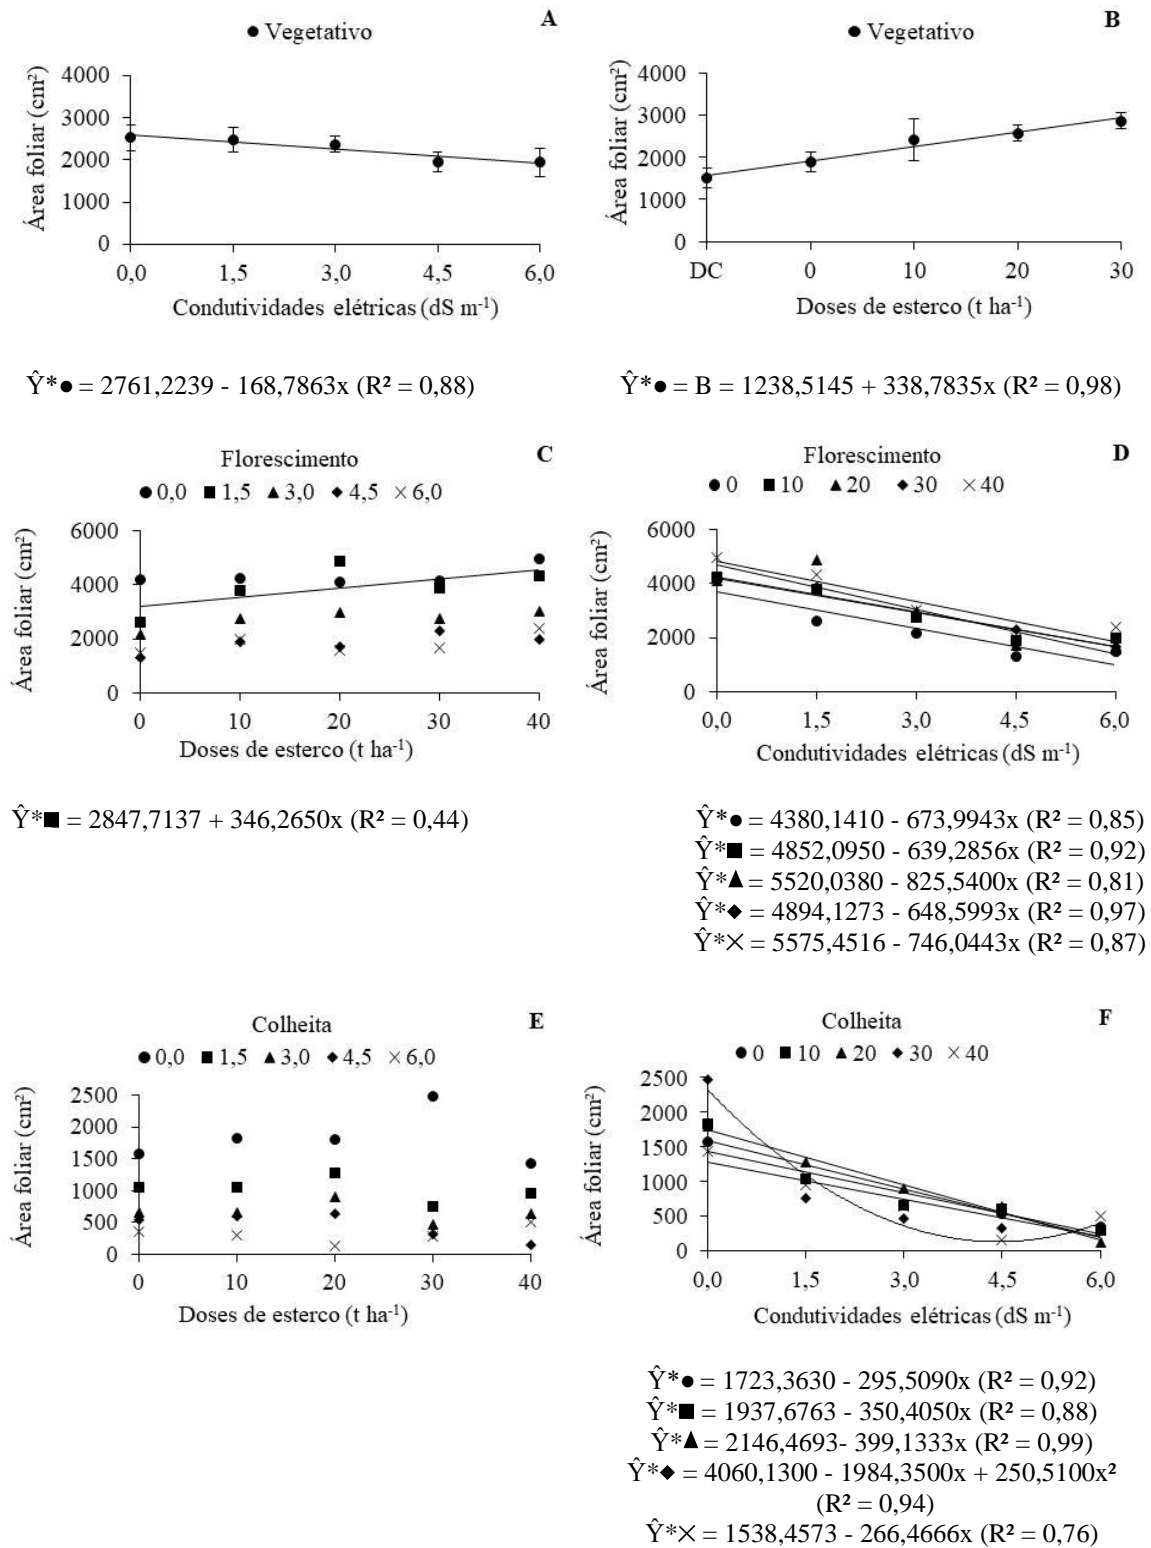 A
● Vegetativo
Área foliar (cm²)
4000
3000
2000
1000
0
0,0 1,5 3,0 4,5 6,0
Condutividades elétricas (dS m⁻¹)
Ŷ*● = 2761,2239 - 168,7863x (R² = 0,88)
B
● Vegetativo
Área foliar (cm²)
4000
3000
2000
1000
0
DC 0 10 20 30
Doses de esterco (t ha⁻¹)
Ŷ*● = B = 1238,5145 + 338,7835x (R² = 0,98)
C
Florescimento
● 0,0 ■ 1,5 ▲ 3,0 ◆ 4,5 × 6,0
Área foliar (cm²)
6000
4000
2000
0
0 10 20 30 40
Doses de esterco (t ha⁻¹)
Ŷ*■ = 2847,7137 + 346,2650x (R² = 0,44)
D
Florescimento
● 0 ■ 10 ▲ 20 ◆ 30 × 40
Área foliar (cm²)
6000
4000
2000
0
0,0 1,5 3,0 4,5 6,0
Condutividades elétricas (dS m⁻¹)
Ŷ*● = 4380,1410 - 673,9943x (R² = 0,85)
Ŷ*■ = 4852,0950 - 639,2856x (R² = 0,92)
Ŷ*▲ = 5520,0380 - 825,5400x (R² = 0,81)
Ŷ*◆ = 4894,1273 - 648,5993x (R² = 0,97)
Ŷ*× = 5575,4516 - 746,0443x (R² = 0,87)
E
Colheita
● 0,0 ■ 1,5 ▲ 3,0 ◆ 4,5 × 6,0
Área foliar (cm²)
2500
2000
1500
1000
500
0
0 10 20 30 40
Doses de esterco (t ha⁻¹)
F
Colheita
● 0 ■ 10 ▲ 20 ◆ 30 × 40
Área foliar (cm²)
2500
2000
1500
1000
500
0
0,0 1,5 3,0 4,5 6,0
Condutividades elétricas (dS m⁻¹)
Ŷ*● = 1723,3630 - 295,5090x (R² = 0,92)
Ŷ*■ = 1937,6763 - 350,4050x (R² = 0,88)
Ŷ*▲ = 2146,4693- 399,1333x (R² = 0,99)
Ŷ*◆ = 4060,1300 - 1984,3500x + 250,5100x²
(R² = 0,94)
Ŷ*× = 1538,4573 - 266,4666x (R² = 0,76)